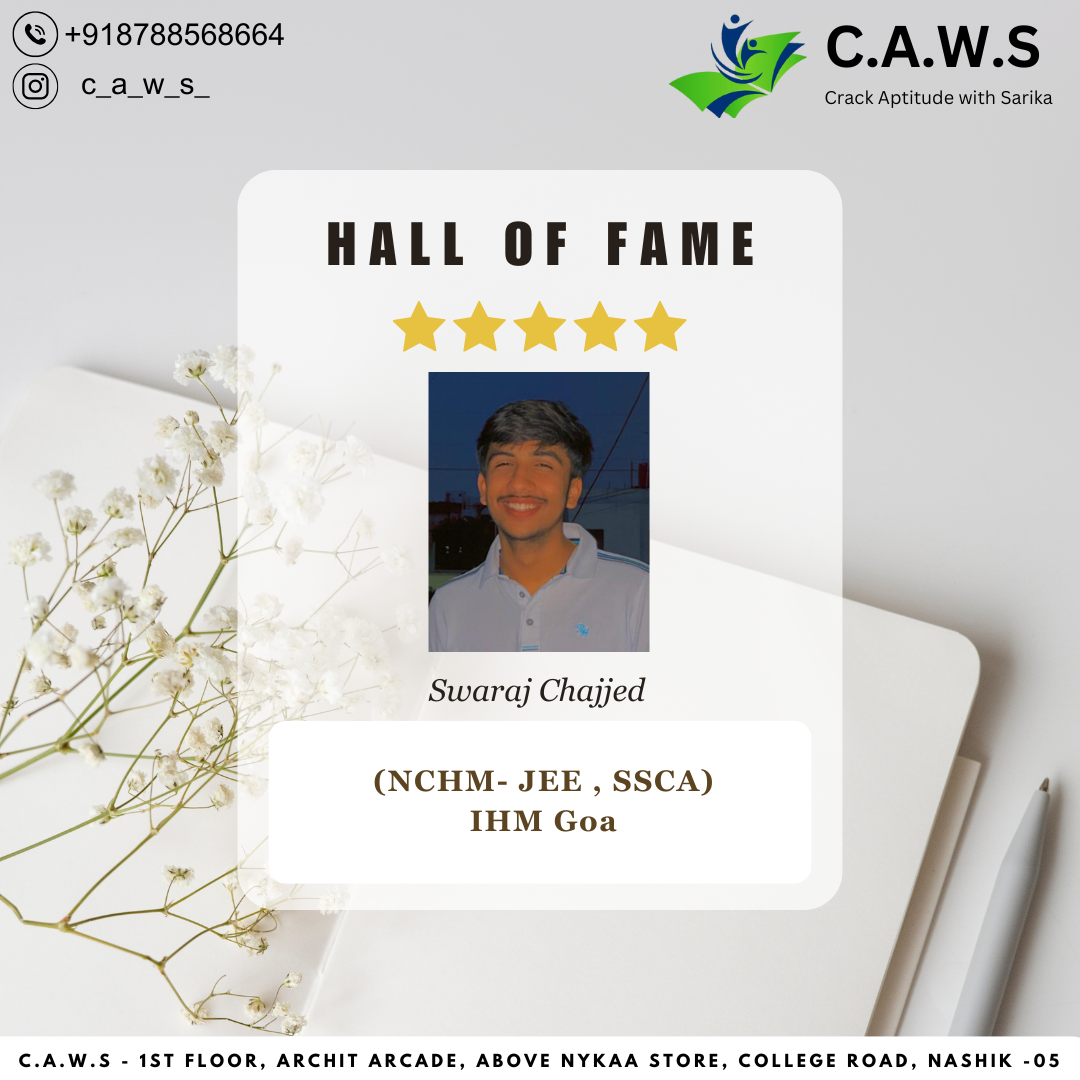 +918788568664
c_a_w_s_
C.A.W.S
Crack Aptitude with Sarika
HALL OF FAME
Swaraj Chajjed
(NCHM- JEE , SSCA)
IHM Goa
C.A.W.S - 1ST FLOOR, ARCHIT ARCADE, ABOVE NYKAA STORE, COLLEGE ROAD, NASHIK -05